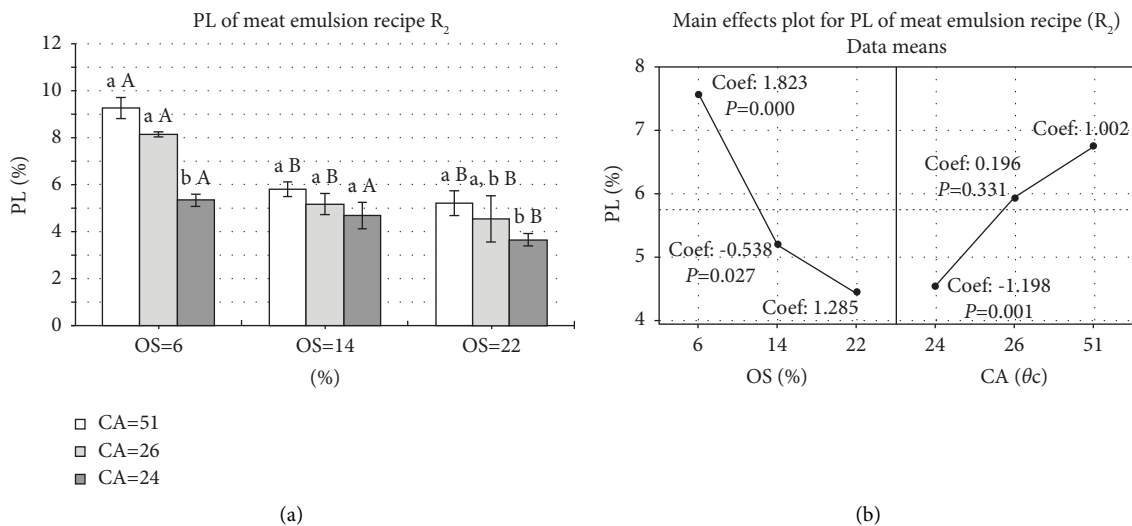 PL of meat emulsion recipe R₂
12
10
8
6
4
2
0
PL (%)
a A
a A
b A
a B
a B
a A
a B
a, b B
b B
OS=6
OS=14
OS=22
(%)
CA=51
CA=26
CA=24
(a)
Main effects plot for PL of meat emulsion recipe (R₂)
Data means
8
7
6
5
4
PL (%)
Coef: 1.823
P=0.000
Coef: -0.538
P=0.027
Coef: 1.285
Coef: 1.002
Coef: 0.196
P=0.331
Coef: -1.198
P=0.001
6
14
22
24
26
51
OS (%)
CA (θc)
(b)